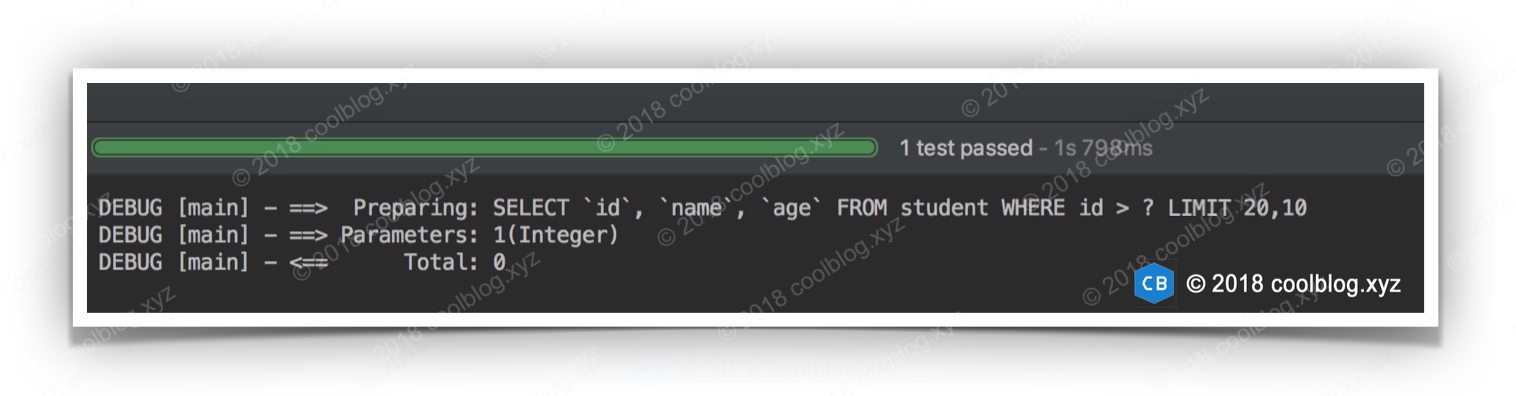 1 test passed - 1s 798ms
DEBUG [main] - ==>  Preparing: SELECT `id`, `name`, `age` FROM student WHERE id > ? LIMIT 20,10
DEBUG [main] - ==> Parameters: 1(Integer)
DEBUG [main] - <==      Total: 0
CB © 2018 coolblog.xyz